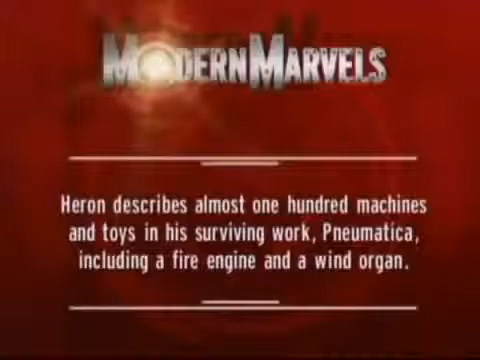 MODERN MARVELS
Heron describes almost one hundred machines
and toys in his surviving work, Pneumatica,
including a fire engine and a wind organ.